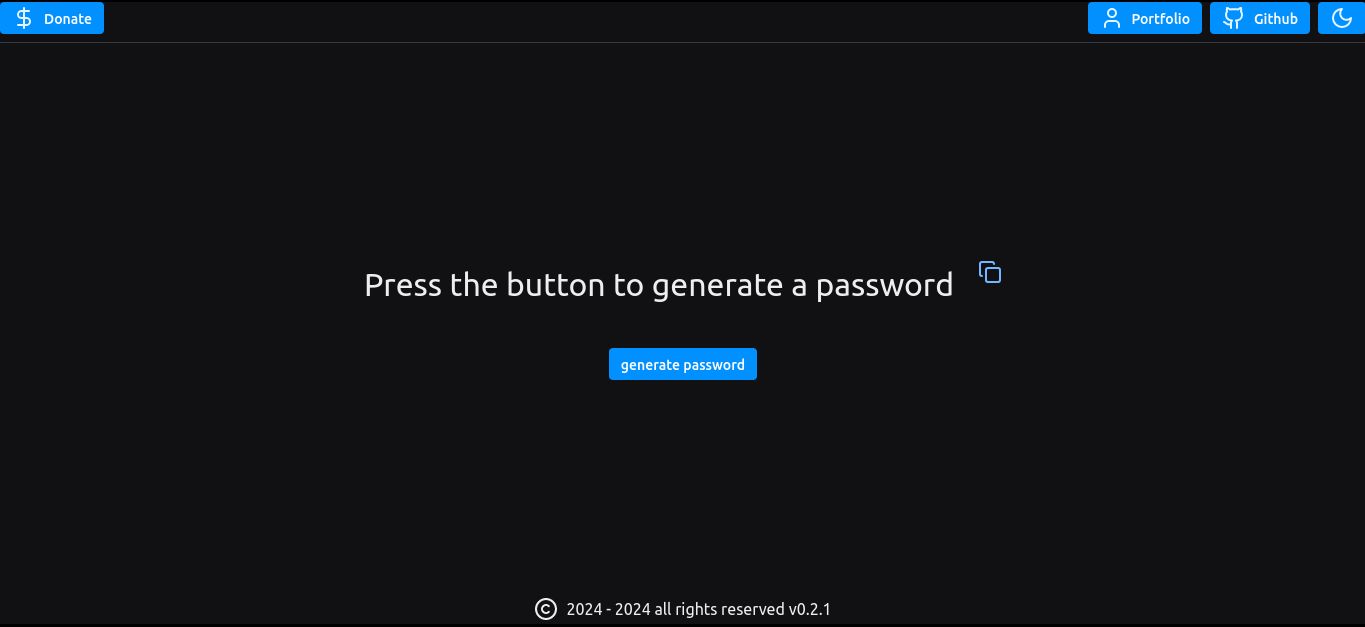 Donate
Portfolio
Github
Press the button to generate a password
generate password
© 2024 - 2024 all rights reserved v0.2.1